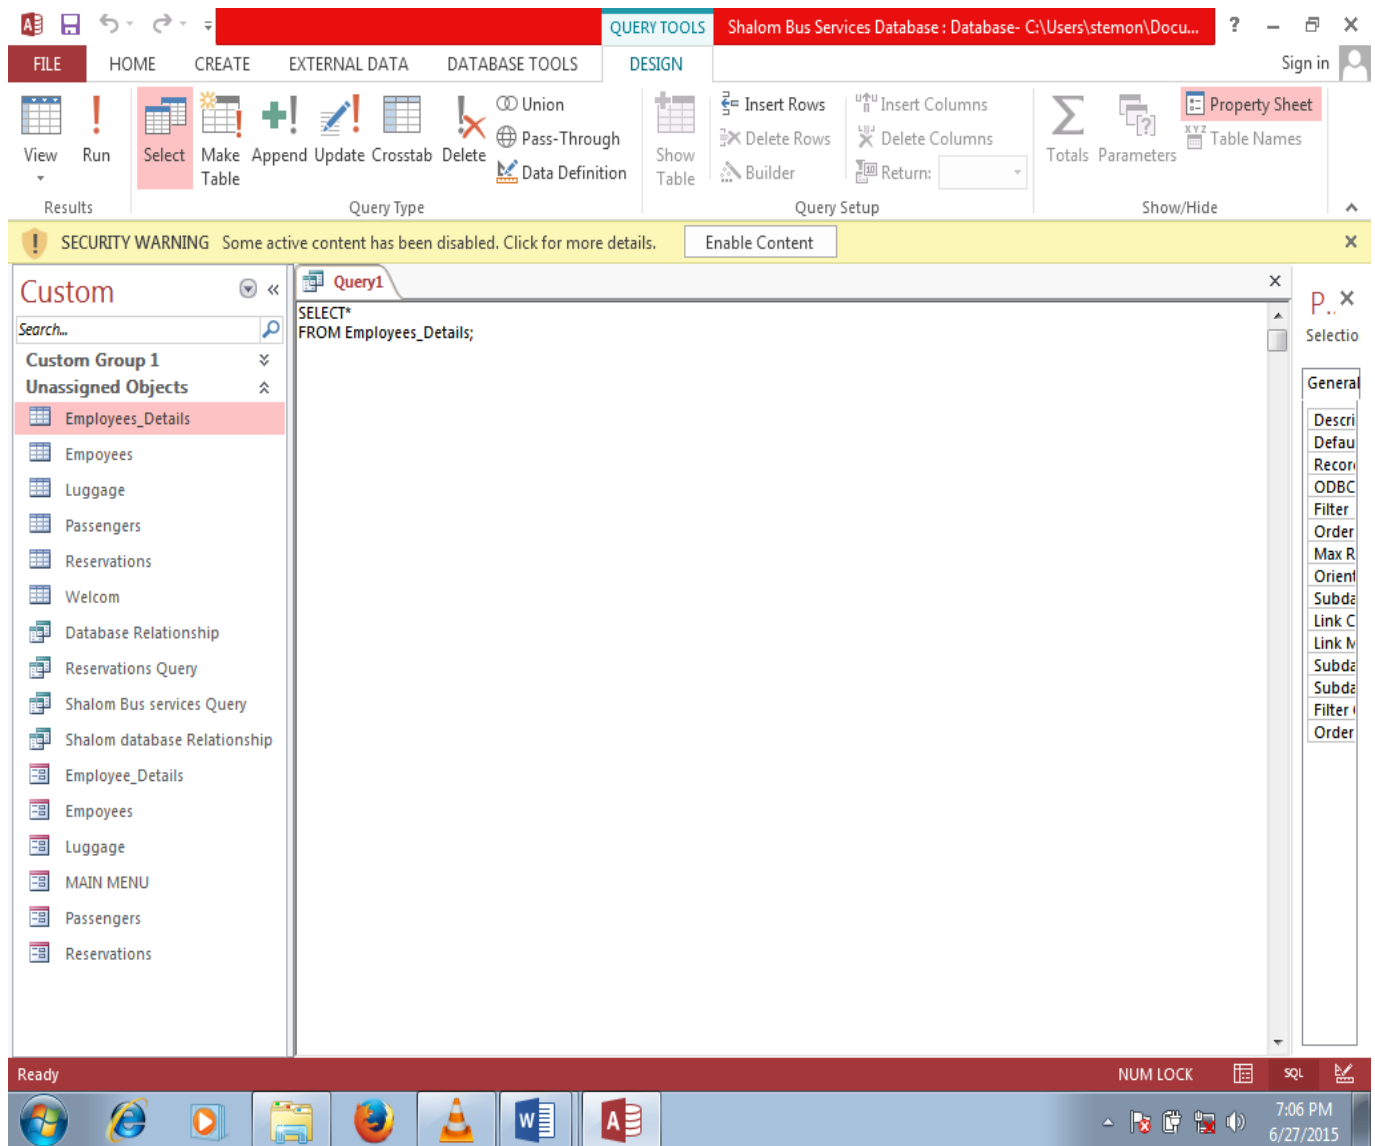 QUERY TOOLS
Shalom Bus Services Database : Database- C:\Users\stemon\Docu...
?
FILE HOME CREATE EXTERNAL DATA DATABASE TOOLS DESIGN Sign in
View Run Select Make Table Append Update Crosstab Delete
Union
Pass-Through
Data Definition
Show Table
Insert Rows
Delete Rows
Builder
Insert Columns
Delete Columns
Return:
Totals Parameters
Property Sheet
Table Names
Results Query Type Query Setup Show/Hide
SECURITY WARNING Some active content has been disabled. Click for more details. Enable Content
Custom
Search...
Custom Group 1
Unassigned Objects
Employees_Details
Empoyees
Luggage
Passengers
Reservations
Welcom
Database Relationship
Reservations Query
Shalom Bus services Query
Shalom database Relationship
Employee_Details
Empoyees
Luggage
MAIN MENU
Passengers
Reservations
Query1
SELECT*
FROM Employees_Details;
P..
Selectio
General
Descri
Defau
Recor
ODBC
Filter
Order
Max R
Orient
Subda
Link C
Link M
Subda
Subda
Filter
Order
Ready NUM LOCK SQL
7:06 PM
6/27/2015